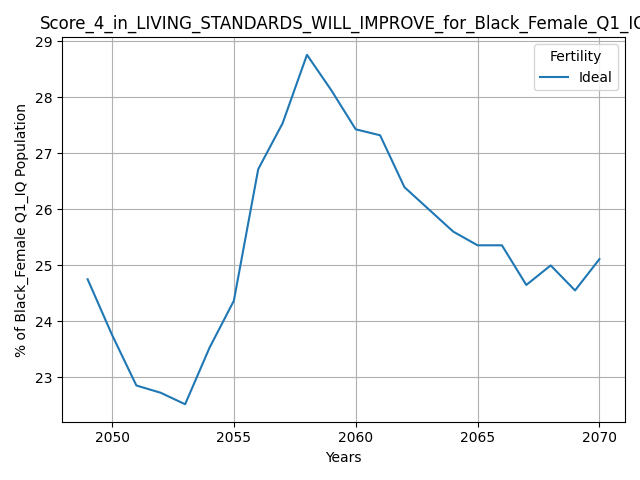 Score_4_in_LIVING_STANDARDS_WILL_IMPROVE_for_Black_Female_Q1_IQ
Fertility
Ideal
29
28
27
26
25
24
23
% of Black_Female Q1_IQ Population
2050 2055 2060 2065 2070
Years